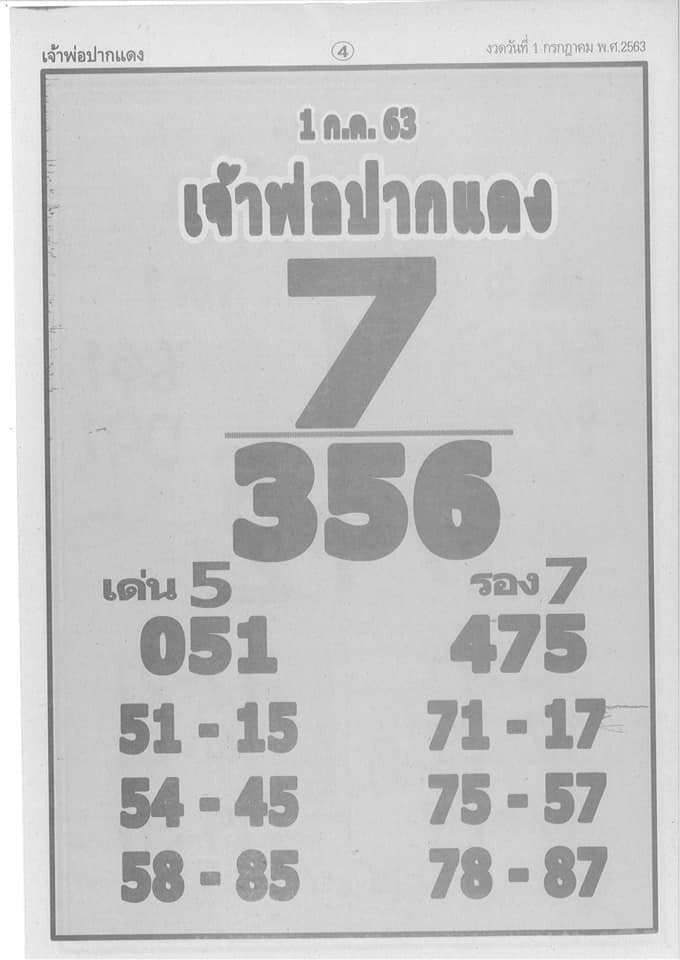 เจ้าพ่อปากแดง ④ งวดวันที่ 1 กรกฎาคม พ.ศ.2563
1 ก.ค. 63
เจ้าพ่อปากแดง
7
356
เด่น 5 รอง 7
051 475
51 - 15 71 - 17
54 - 45 75 - 57
58 - 85 78 - 87